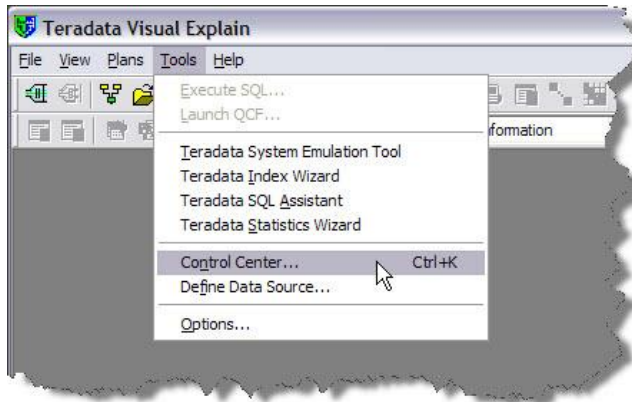 Teradata Visual Explain
File View Plans Tools Help
Execute SQL...
Launch QCF...
formation
Teradata System Emulation Tool
Teradata Index Wizard
Teradata SQL Assistant
Teradata Statistics Wizard
Control Center... Ctrl+K
Define Data Source...
Options...